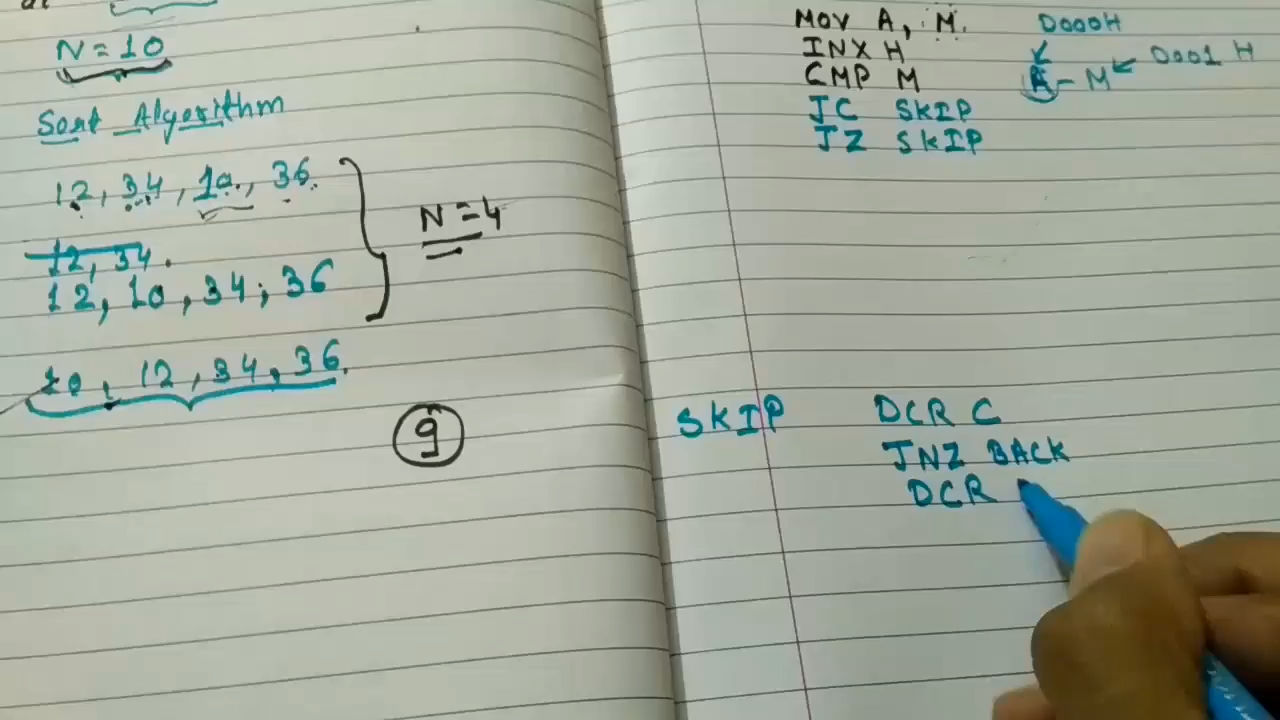 N = 10
Sort Algorithm
12, 34, 10, 36
12, 34.
12, 10, 34, 36
N = 4
10, 12, 34, 36.
9
MOV A, M. D000H
INX H
CMP M A - M D001 H
JC SKIP
JZ SKIP
SKIP DCR C
JNZ BACK
DCR